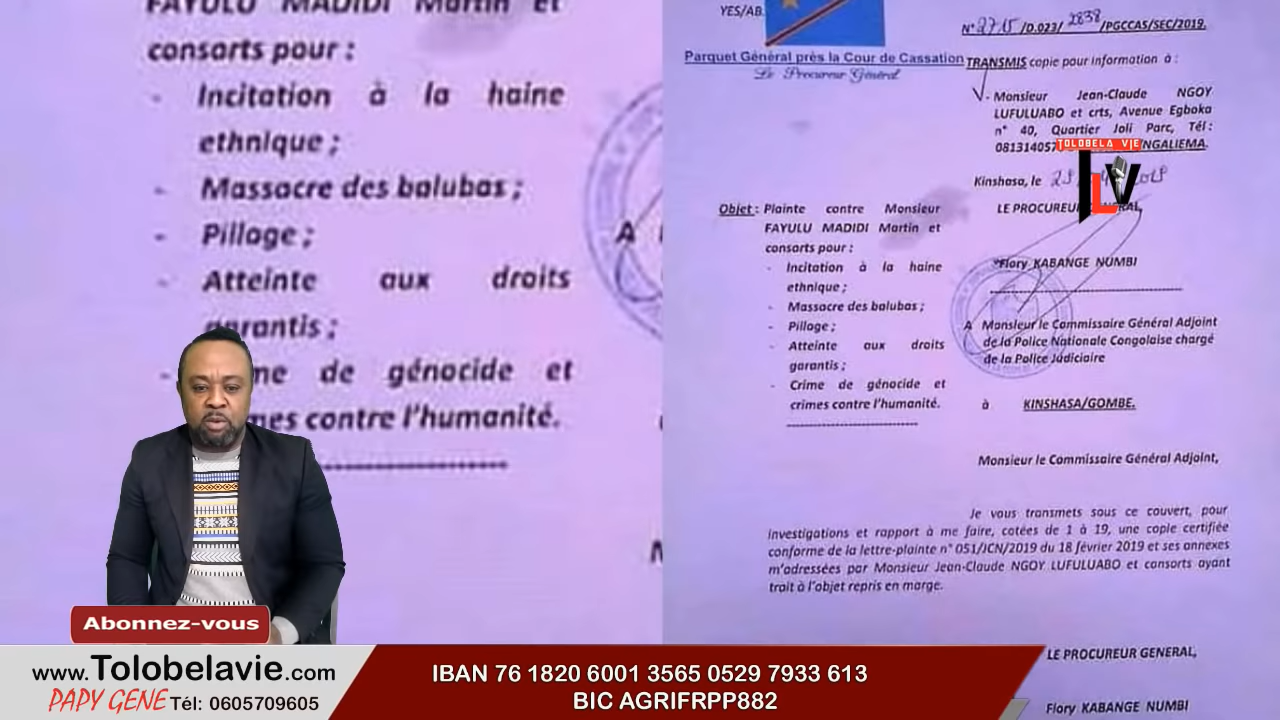 FAYULU MADIDI Martin et
consorts pour :
- Incitation à la haine
ethnique ;
- Massacre des balubas ;
- Pillage ;
- Atteinte aux droits
garantis ;
de génocide et
contre l'humanité.
A
YES/AB.
Parquet Général près la Cour de Cassation
Le Procureur Général
N° 2715 /D.023/ 2838 /PGCCAS/SEC/2019.
TRANSMIS copie pour information à :
- Monsieur Jean-Claude NGOY
LUFULUABO et crts, Avenue Egboka
n° 40, Quartier Joli Parc, Tél :
NGALIEMA.
TOLOBELA VIE
Kinshasa, le
LE PROCUREUR GENERAL,
Flory KABANGE NUMBI
Objet : Plainte contre Monsieur
FAYULU MADIDI Martin et
consorts pour :
- Incitation à la haine
ethnique ;
- Massacre des balubas ;
- Pillage ;
- Atteinte aux droits
garantis ;
- Crime de génocide et
crimes contre l'humanité.
A Monsieur le Commissaire Général Adjoint
de la Police Nationale Congolaise chargé
de la Police Judiciaire
à KINSHASA/GOMBE.
Monsieur le Commissaire Général Adjoint,
Je vous transmets sous ce couvert, pour
investigations et rapport à me faire, cotées de 1 à 19, une copie certifiée
conforme de la lettre-plainte n° 051/JCN/2019 du 18 février 2019 et ses annexes
m'adressées par Monsieur Jean-Claude NGOY LUFULUABO et consorts ayant
trait à l'objet repris en marge.
LE PROCUREUR GENERAL,
Flory KABANGE NUMBI
Abonnez-vous
www.Tolobelavie.com
PAPY GENE Tél: 0605709605
IBAN 76 1820 6001 3565 0529 7933 613
BIC AGRIFRPP882